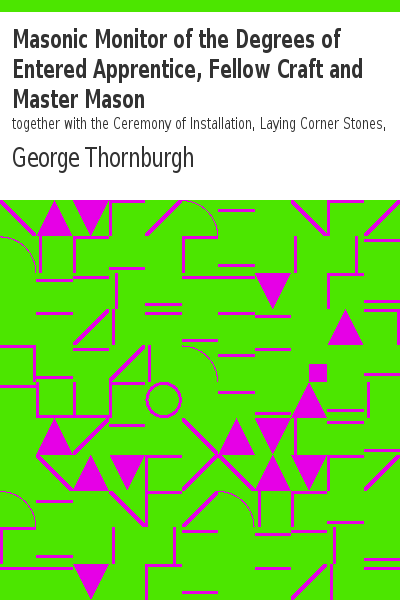 Masonic Monitor of the Degrees of
Entered Apprentice, Fellow Craft and
Master Mason
together with the Ceremony of Installation, Laying Corner Stones,
George Thornburgh